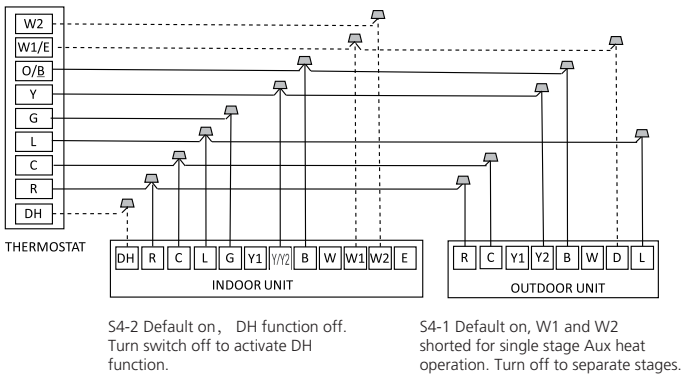 W2
W1/E
O/B
Y
G
L
C
R
DH
THERMOSTAT
DH R C L G Y1 Y/Y2 B W W1 W2 E
INDOOR UNIT
R C Y1 Y2 B W D L
OUTDOOR UNIT
S4-2 Default on， DH function off.
Turn switch off to activate DH
function.
S4-1 Default on, W1 and W2
shorted for single stage Aux heat
operation. Turn off to separate stages.